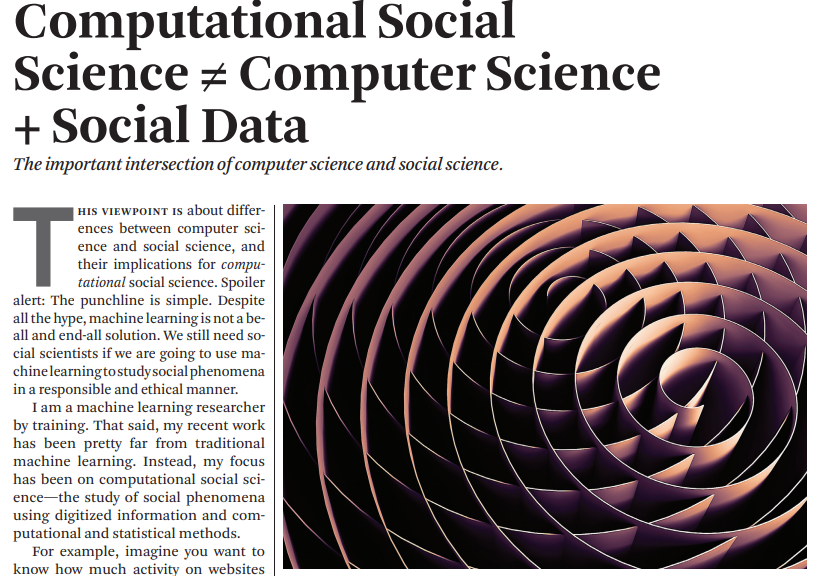 Computational Social
Science ≠ Computer Science
+ Social Data
The important intersection of computer science and social science.
THIS VIEWPOINT IS about differ-
ences between computer sci-
ence and social science, and
their implications for compu-
tational social science. Spoiler
alert: The punchline is simple. Despite
all the hype, machine learning is not a be-
all and end-all solution. We still need so-
cial scientists if we are going to use ma-
chine learning to study social phenomena
in a responsible and ethical manner.
I am a machine learning researcher
by training. That said, my recent work
has been pretty far from traditional
machine learning. Instead, my focus
has been on computational social sci-
ence—the study of social phenomena
using digitized information and com-
putational and statistical methods.
For example, imagine you want to
know how much activity on websites